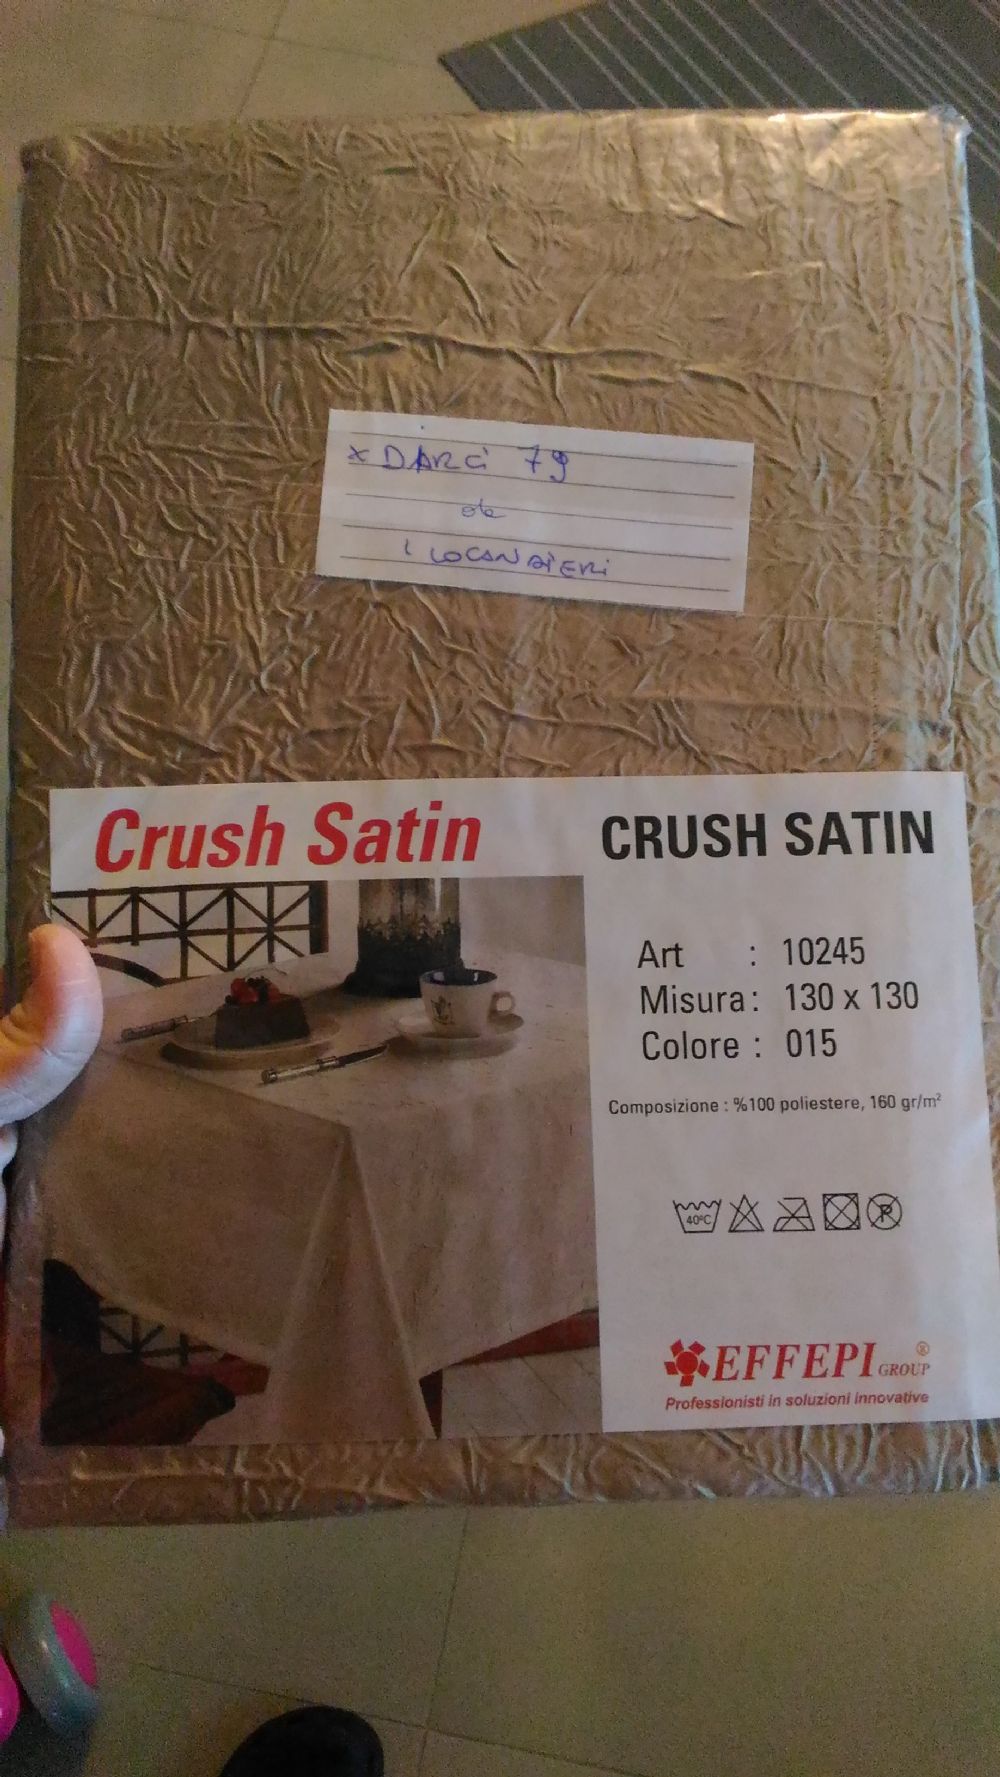 x DARCi 79
da
i LOCANDIERi
Crush Satin
CRUSH SATIN
Art : 10245
Misura : 130 x 130
Colore : 015
Composizione : %100 poliestere, 160 gr/m²
40°C
P
EFFEPI GROUP ®
Professionisti in soluzioni innovative